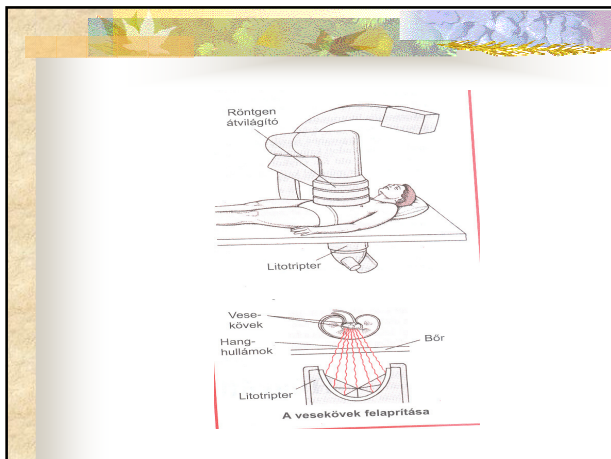 Röntgen
átvilágító
Litotripter
Vese-
kövek
Hang-
hullámok
Bőr
Litotripter
A vesekövek felaprítása